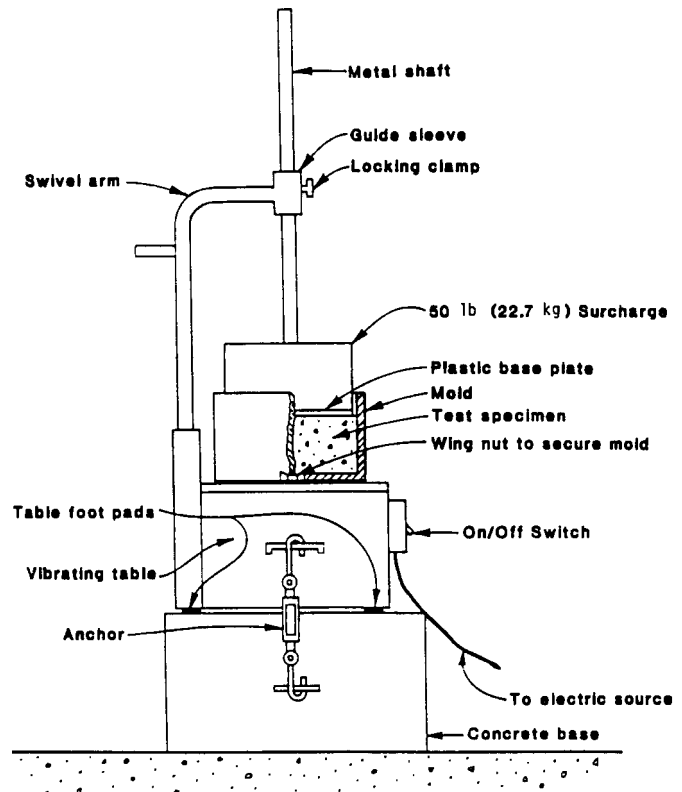 Metal shaft
Guide sleeve
Locking clamp
Swivel arm
50 lb (22.7 kg) Surcharge
Plastic base plate
Mold
Test specimen
Wing nut to secure mold
Table foot pads
On/Off Switch
Vibrating table
Anchor
To electric source
Concrete base